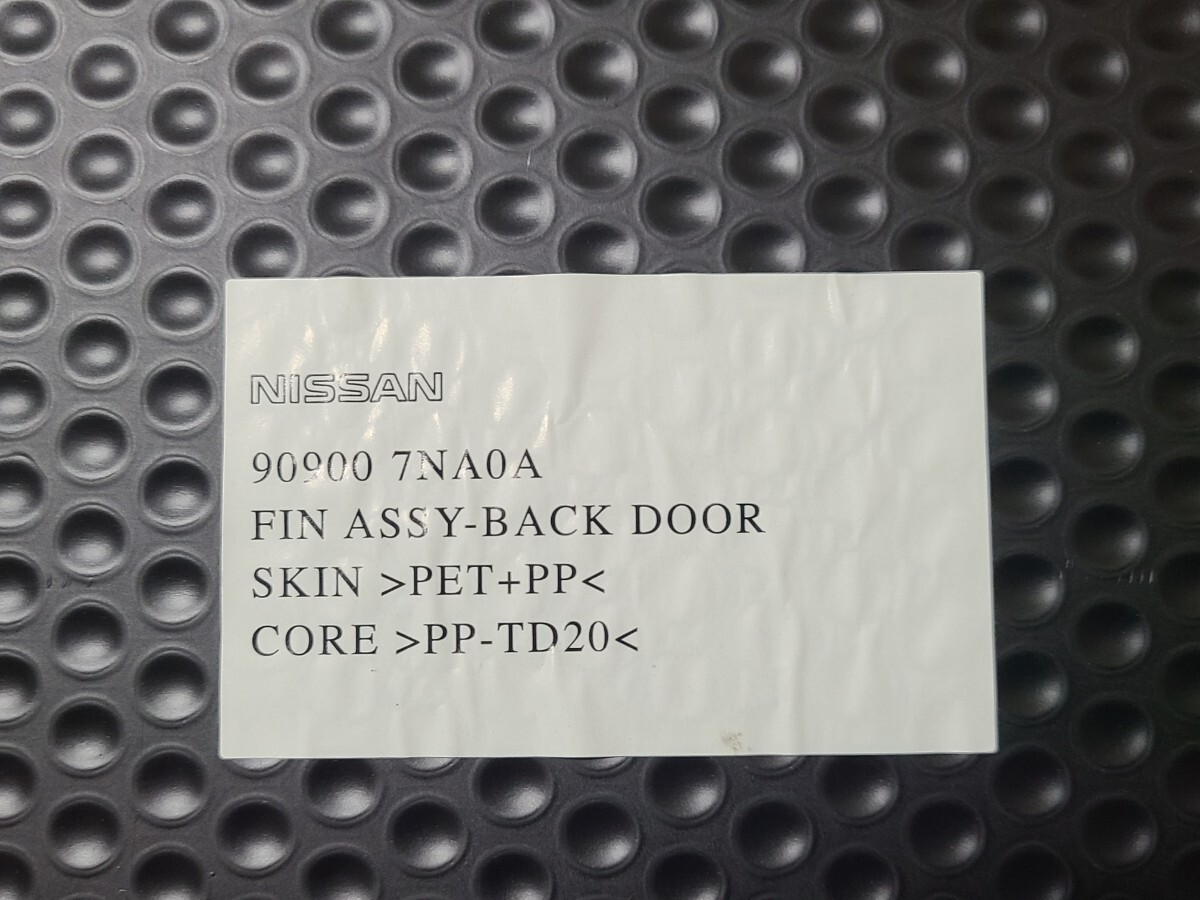 NISSAN
90900 7NA0A
FIN ASSY-BACK DOOR
SKIN >PET+PP<
CORE >PP-TD20<